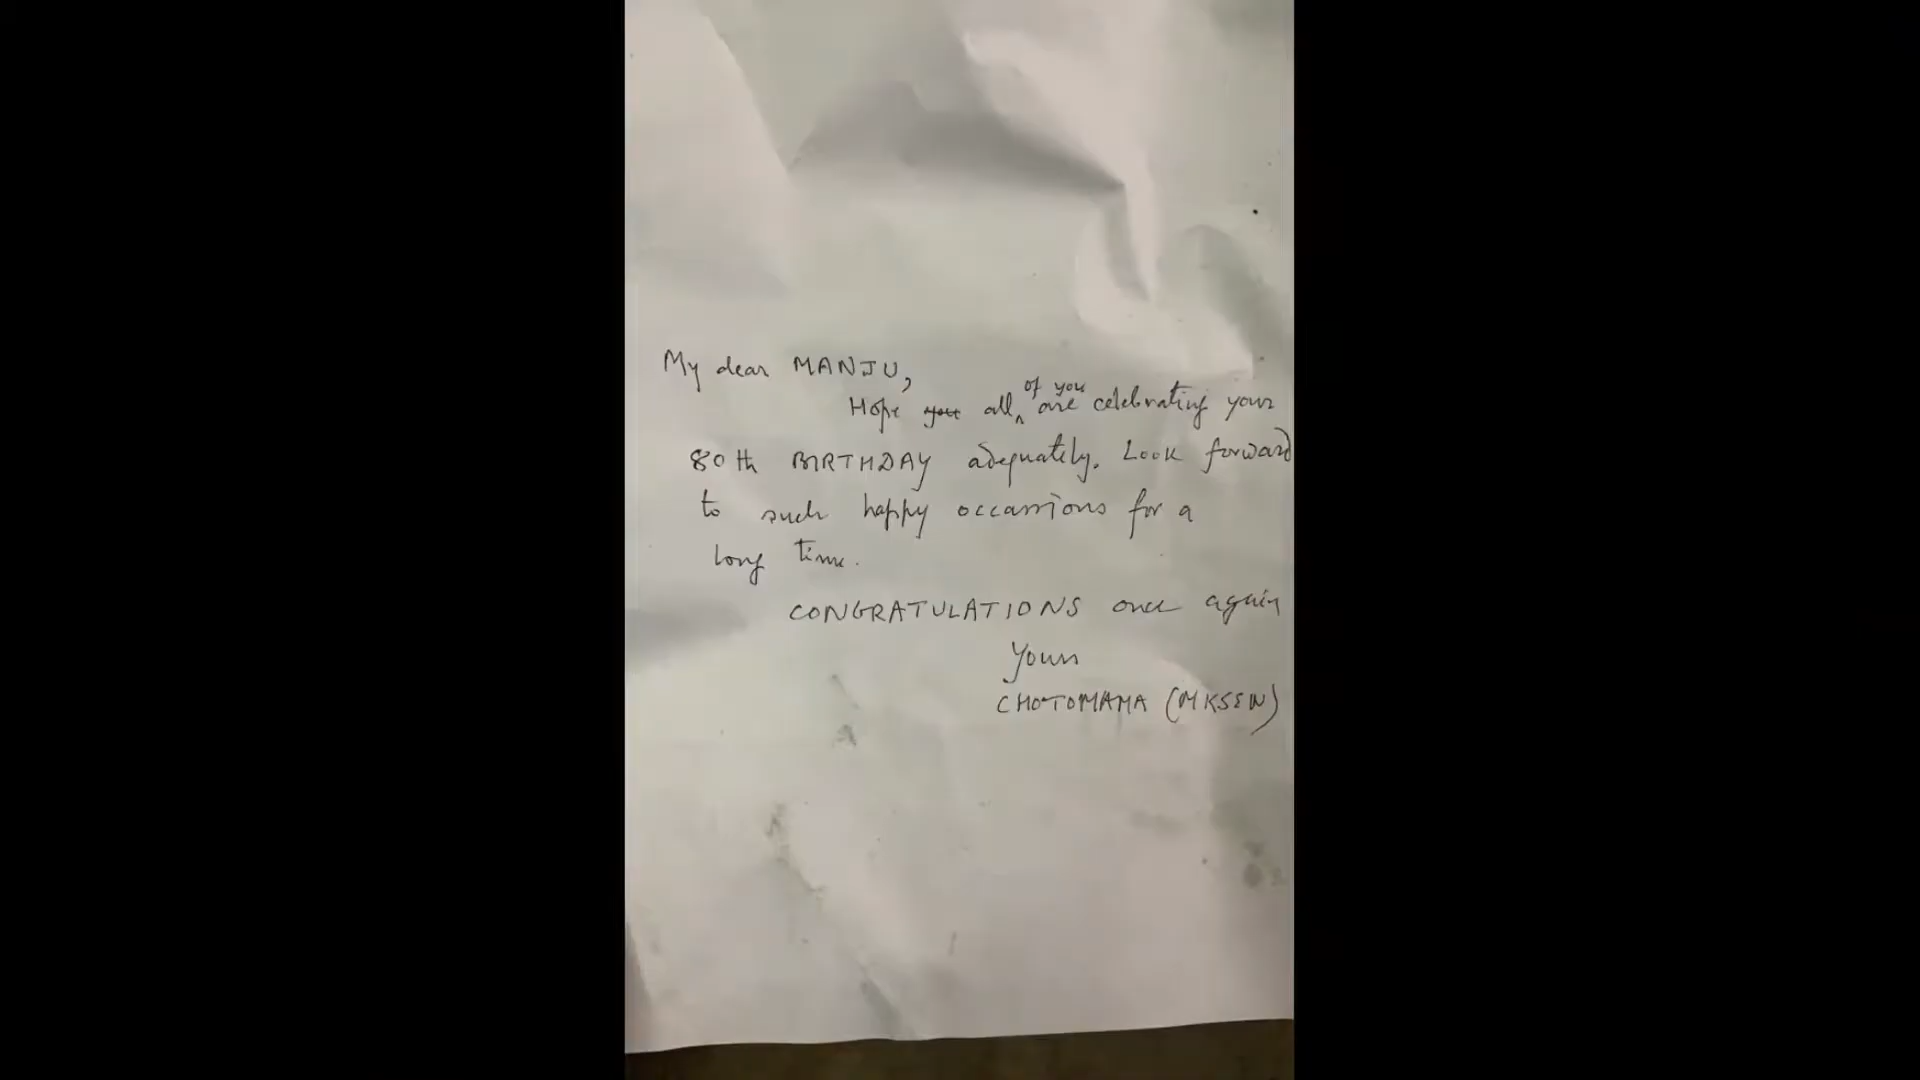 My dear MANJU,
Hope you all of you are celebrating your
80th BIRTHDAY adequately. Look forward
to such happy occassions for a
long time.
CONGRATULATIONS once again
Yours
CHOTOMAMA (MKSEN)